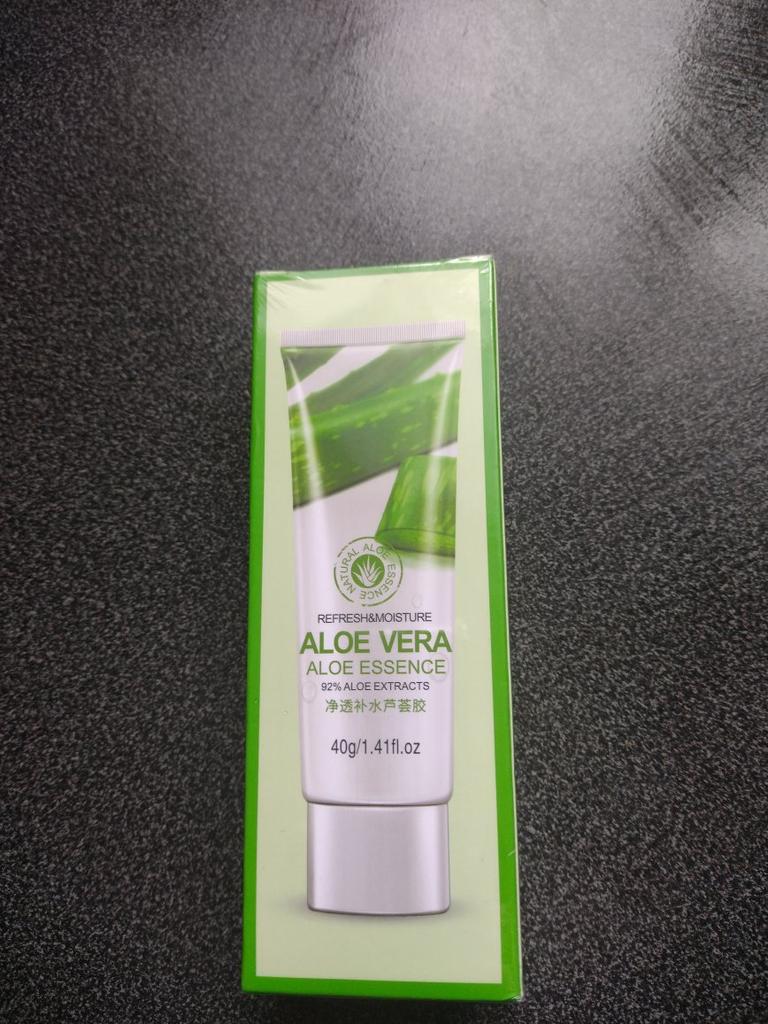 NATURAL ALOE ESSENCE
REFRESH&MOISTURE
ALOE VERA
ALOE ESSENCE
92% ALOE EXTRACTS
净透补水芦荟胶
40g/1.41fl.oz